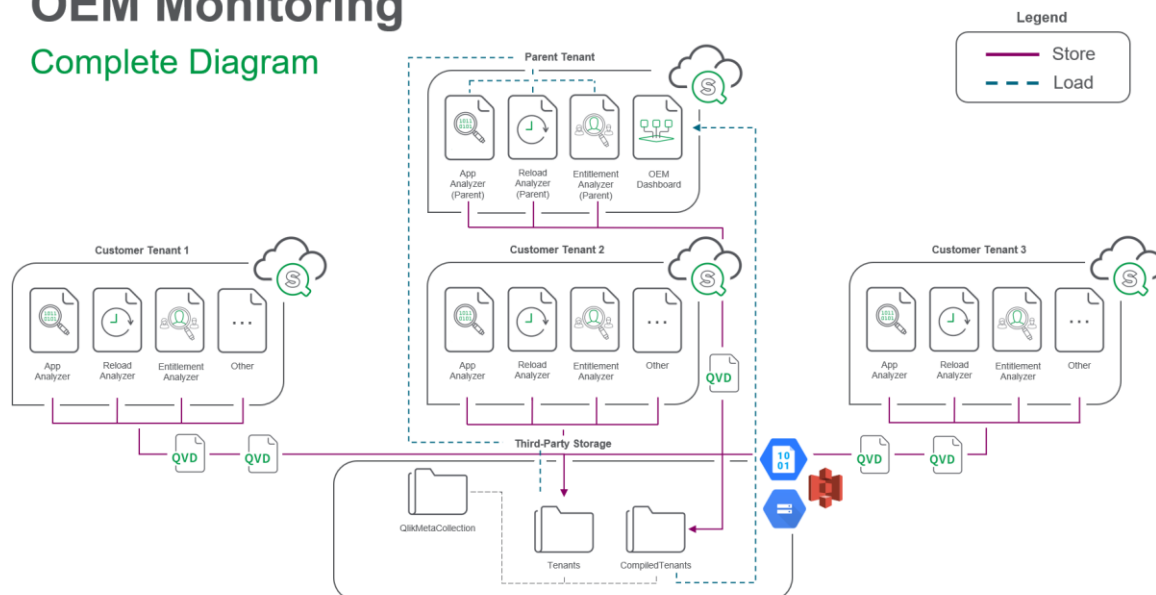 OEM Monitoring
Complete Diagram
Legend
Store
Load
Parent Tenant
App
Analyzer
(Parent)
Reload
Analyzer
(Parent)
Entitlement
Analyzer
(Parent)
OEM
Dashboard
Customer Tenant 1
App
Analyzer
Reload
Analyzer
Entitlement
Analyzer
Other
QVD
QVD
Customer Tenant 2
App
Analyzer
Reload
Analyzer
Entitlement
Analyzer
Other
QVD
Customer Tenant 3
App
Analyzer
Reload
Analyzer
Entitlement
Analyzer
Other
QVD
QVD
Third-Party Storage
10
01
QlikMetaCollection
Tenants
CompiledTenants